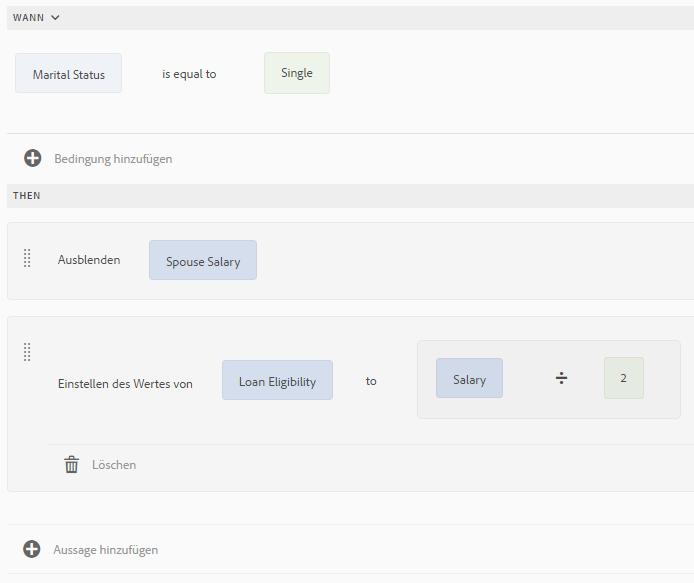 WANN
Marital Status is equal to Single
Bedingung hinzufügen
THEN
Ausblenden Spouse Salary
Einstellen des Wertes von Loan Eligibility to Salary ÷ 2
Löschen
Aussage hinzufügen